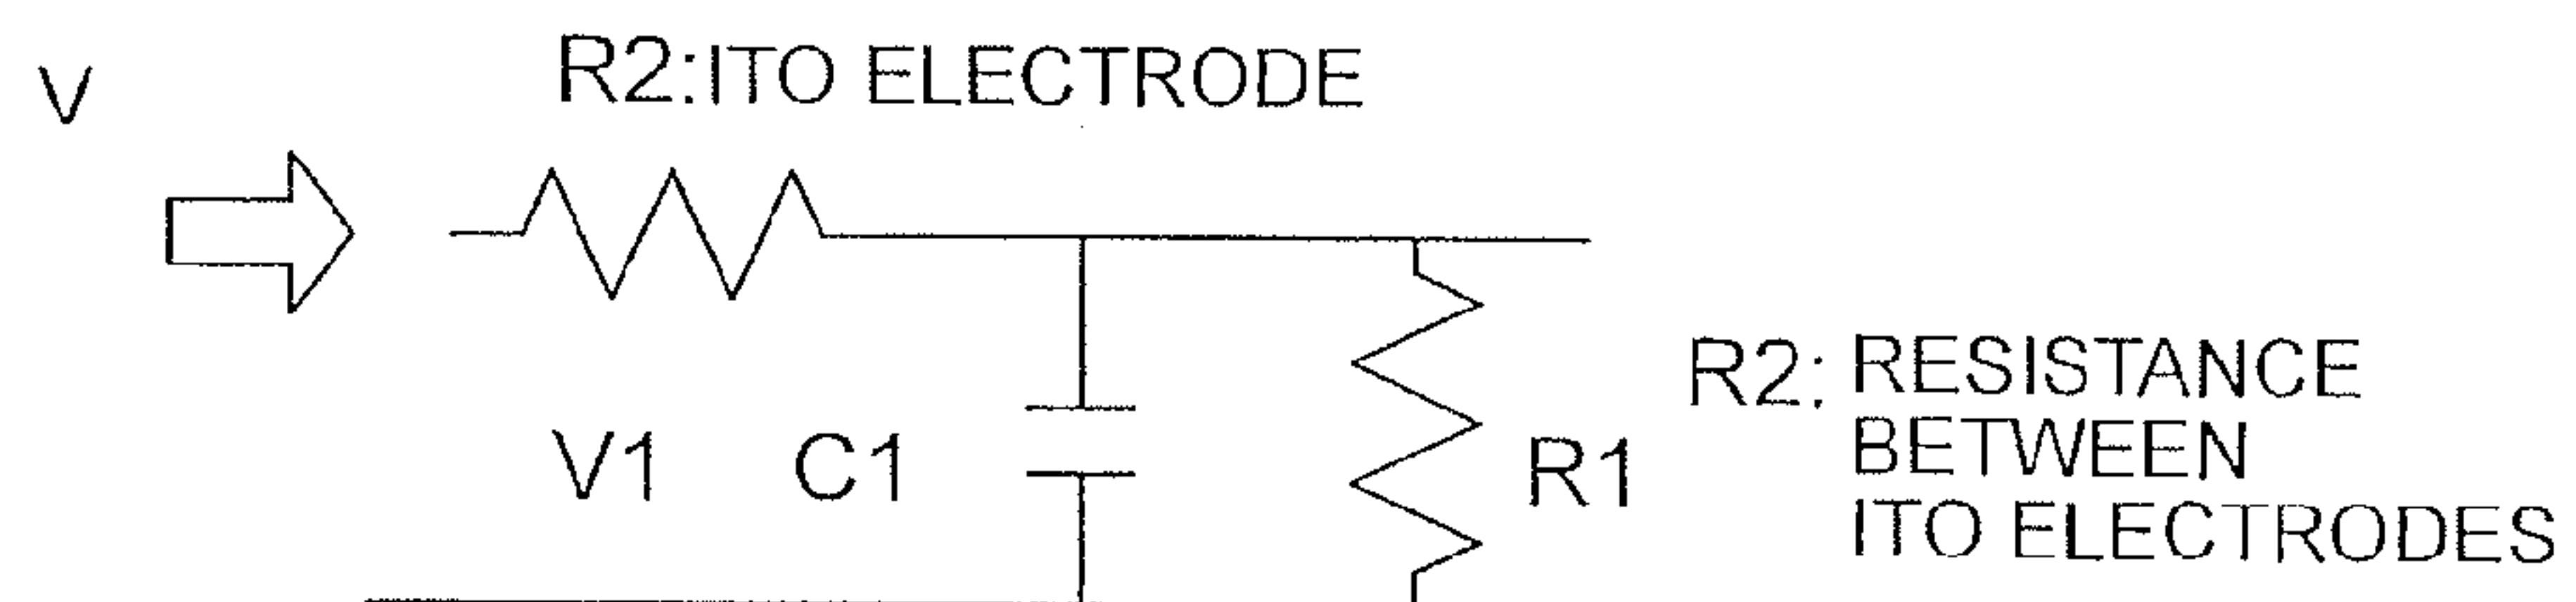 V
R2:ITO ELECTRODE
V1
C1
R1
R2: RESISTANCE
BETWEEN
ITO ELECTRODES